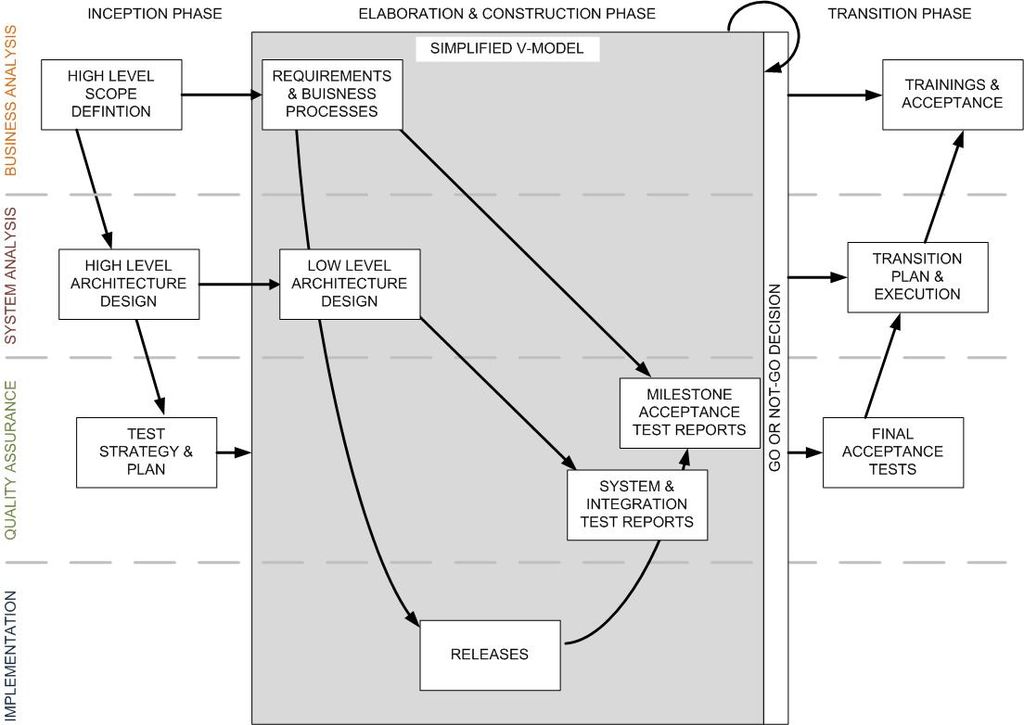 INCEPTION PHASE
ELABORATION & CONSTRUCTION PHASE
TRANSITION PHASE
SIMPLIFIED V-MODEL
BUSINESS ANALYSIS
HIGH LEVEL
SCOPE
DEFINTION
REQUIREMENTS
& BUISNESS
PROCESSES
TRAININGS &
ACCEPTANCE
SYSTEM ANALYSIS
HIGH LEVEL
ARCHITECTURE
DESIGN
LOW LEVEL
ARCHITECTURE
DESIGN
TRANSITION
PLAN &
EXECUTION
GO OR NOT-GO DECISION
QUALITY ASSURANCE
TEST
STRATEGY &
PLAN
MILESTONE
ACCEPTANCE
TEST REPORTS
SYSTEM &
INTEGRATION
TEST REPORTS
FINAL
ACCEPTANCE
TESTS
IMPLEMENTATION
RELEASES